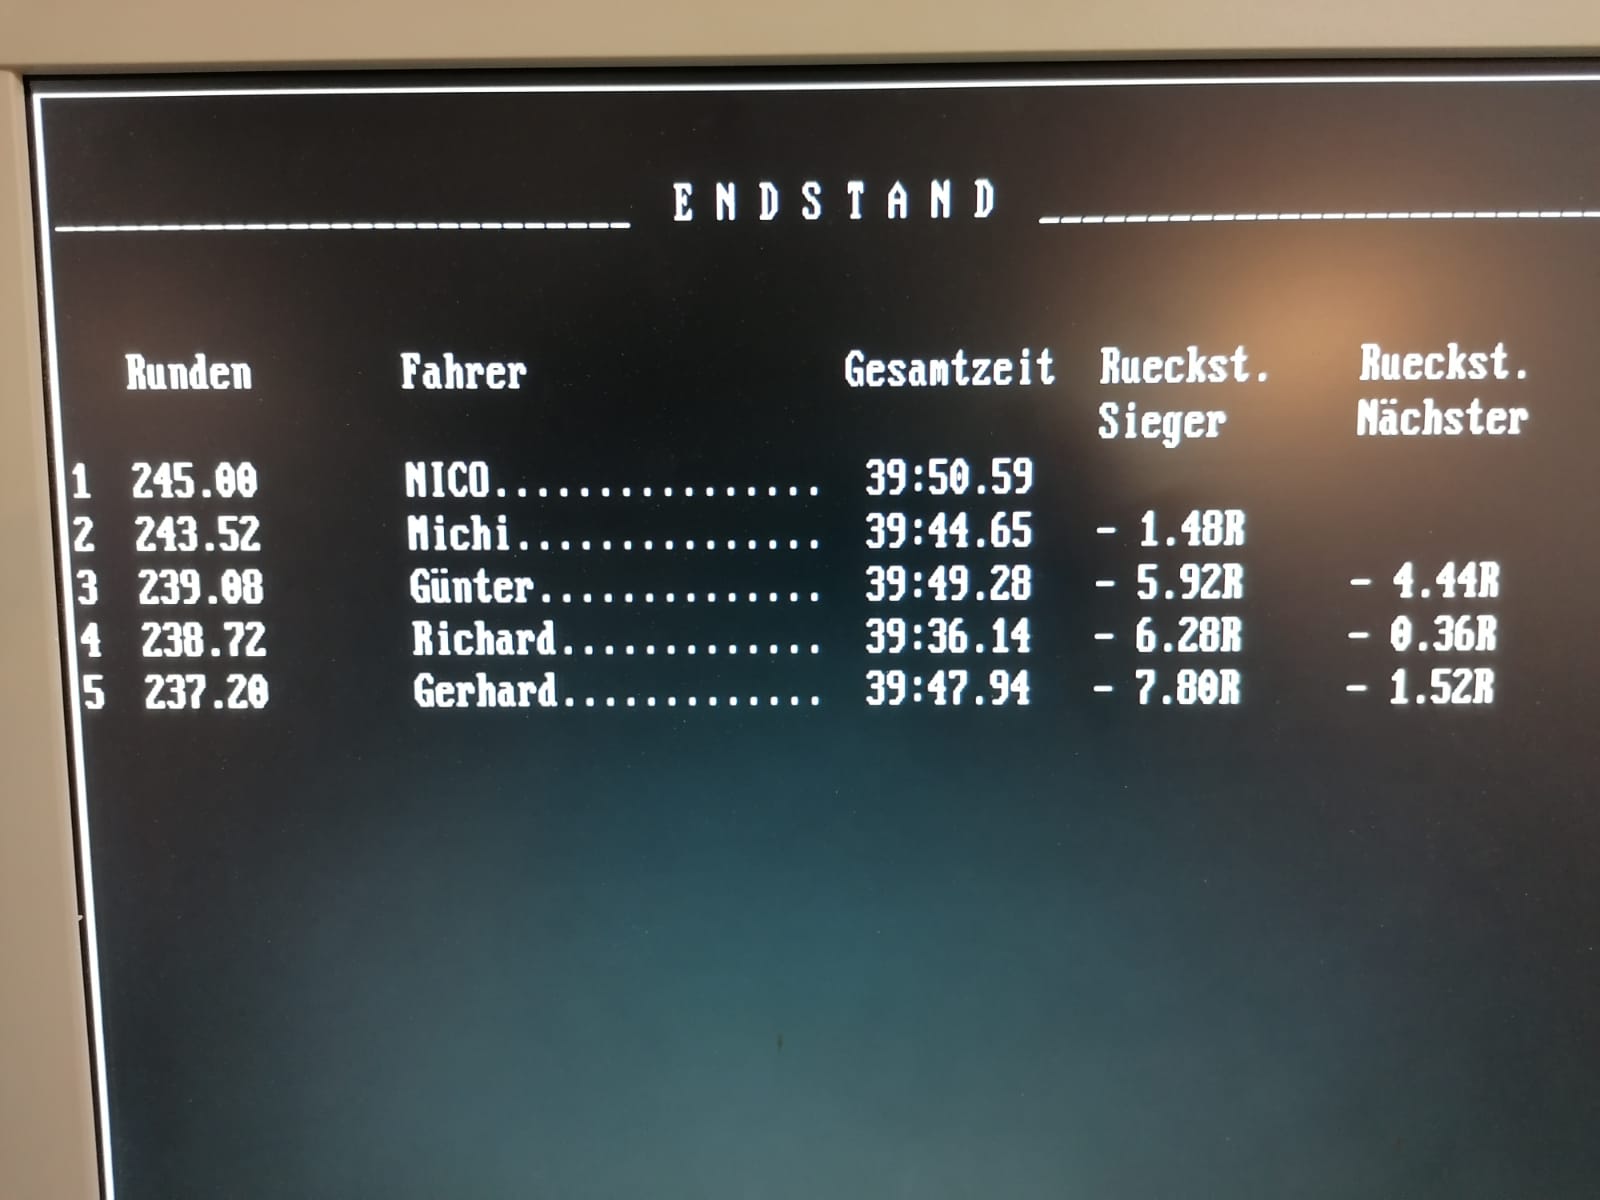 ENDSTAND
Runden Fahrer Gesamtzeit Rueckst. Rueckst.
Sieger Nächster
1 245.00 NICO................ 39:50.59
2 243.52 Michi............... 39:44.65 - 1.48R
3 239.08 Günter.............. 39:49.28 - 5.92R - 4.44R
4 238.72 Richard............. 39:36.14 - 6.28R - 0.36R
5 237.20 Gerhard............. 39:47.94 - 7.80R - 1.52R